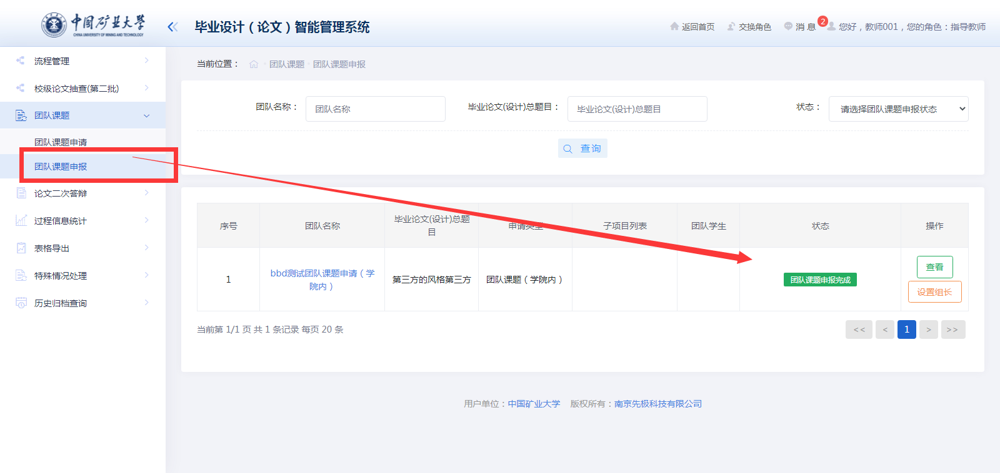 中国矿业大学
CHINA UNIVERSITY OF MINING AND TECHNOLOGY
毕业设计（论文）智能管理系统
返回首页
交换角色
消 息
2
您好，教师001，您的角色：指导教师
流程管理
校级论文抽查(第二批)
团队课题
团队课题申请
团队课题申报
论文二次答辩
过程信息统计
表格导出
特殊情况处理
历史归档查询
当前位置：
团队课题
团队课题申报
团队名称：
团队名称
毕业论文(设计)总题目：
毕业论文(设计)总题目
状态：
请选择团队课题申报状态
查询
序号
团队名称
毕业论文(设计)总题
目
申请类型
子项目列表
团队学生
状态
操作
1
bbd测试团队课题申请（学
院内）
第三方的风格第三方
团队课题（学院内）
团队课题申报完成
查看
设置组长
当前第 1/1 页 共 1 条记录 每页 20 条
<<
<
1
>
>>
用户单位：中国矿业大学 版权所有：南京先极科技有限公司